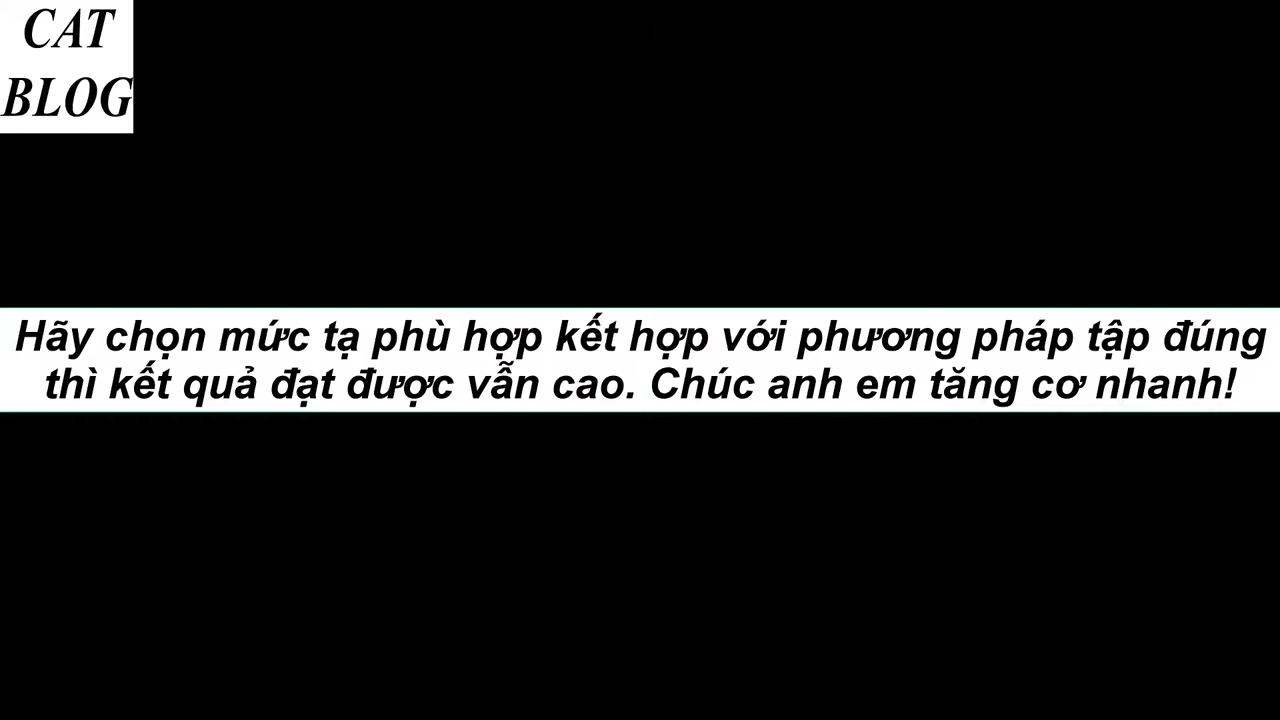 CAT
BLOG
Hãy chọn mức tạ phù hợp kết hợp với phương pháp tập đúng
thì kết quả đạt được vẫn cao. Chúc anh em tăng cơ nhanh!